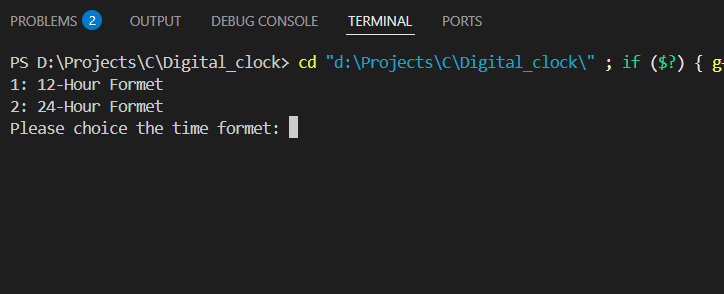 PROBLEMS 2 OUTPUT DEBUG CONSOLE TERMINAL PORTS
PS D:\Projects\C\Digital_clock> cd "d:\Projects\C\Digital_clock\" ; if ($?) { g
1: 12-Hour Formet
2: 24-Hour Formet
Please choice the time formet: